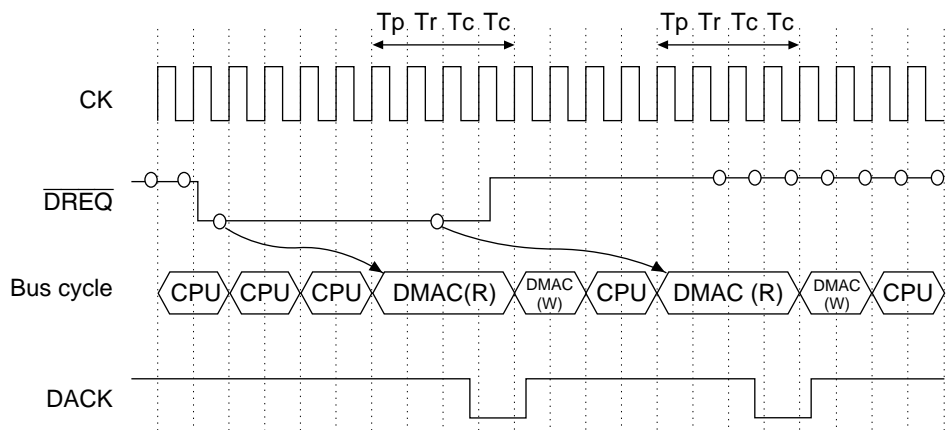 Tp Tr Tc Tc Tp Tr Tc Tc
CK
DREQ
Bus cycle CPU CPU CPU DMAC(R) DMAC (W) CPU DMAC (R) DMAC (W) CPU
DACK